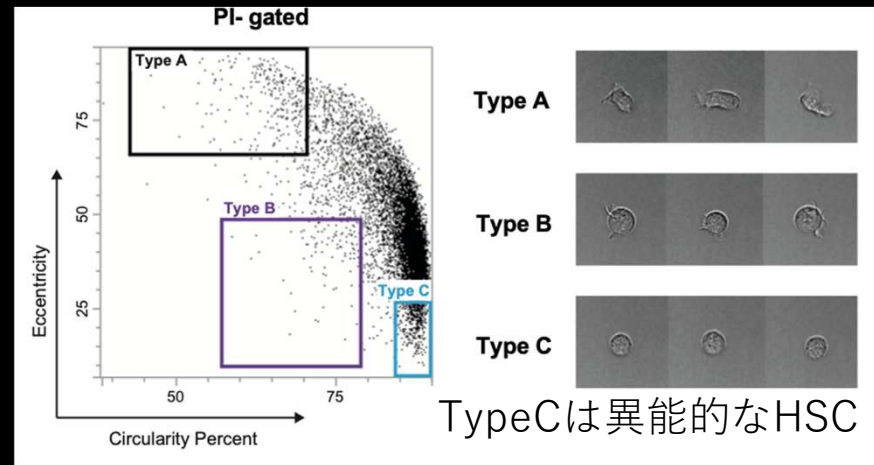 PI- gated
Type A
75
Type B
50
Type C
25
Eccentricity
50
75
Circularity Percent
Type A
Type B
Type C
TypeCは異能的なHSC